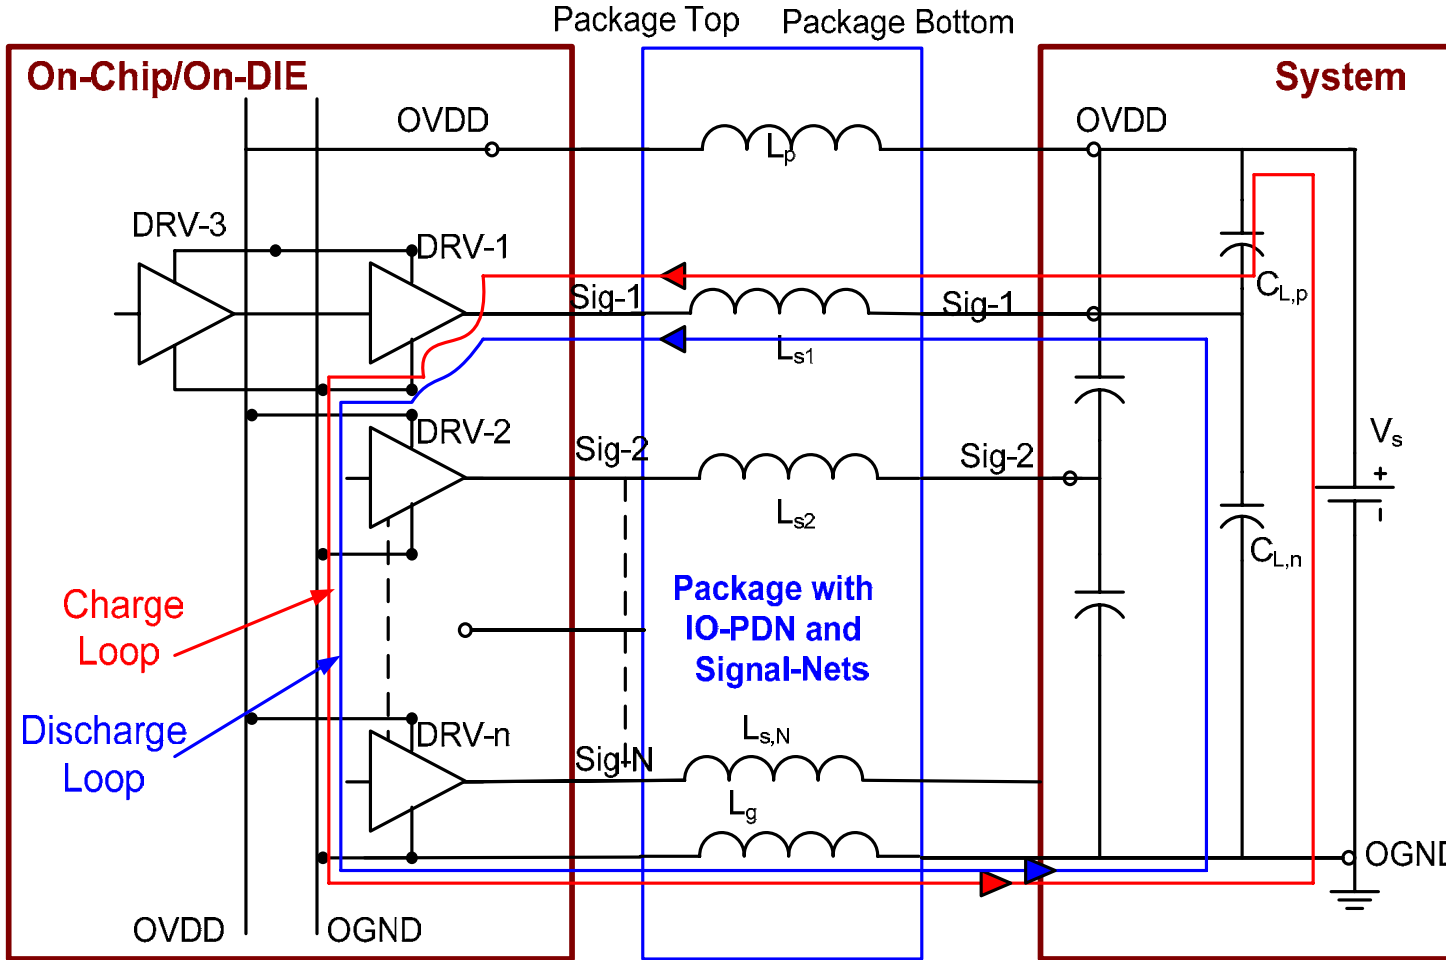 Package Top
Package Bottom
On-Chip/On-DIE
System
OVDD
Lp
OVDD
DRV-3
DRV-1
Sig-1
Sig-1
CL,p
Ls1
DRV-2
Sig-2
Sig-2
Vs
+
-
Ls2
CL,n
Charge
Loop
Package with
IO-PDN and
Signal-Nets
Discharge
Loop
DRV-n
Sig-N
Ls,N
Lg
OGND
OVDD
OGND